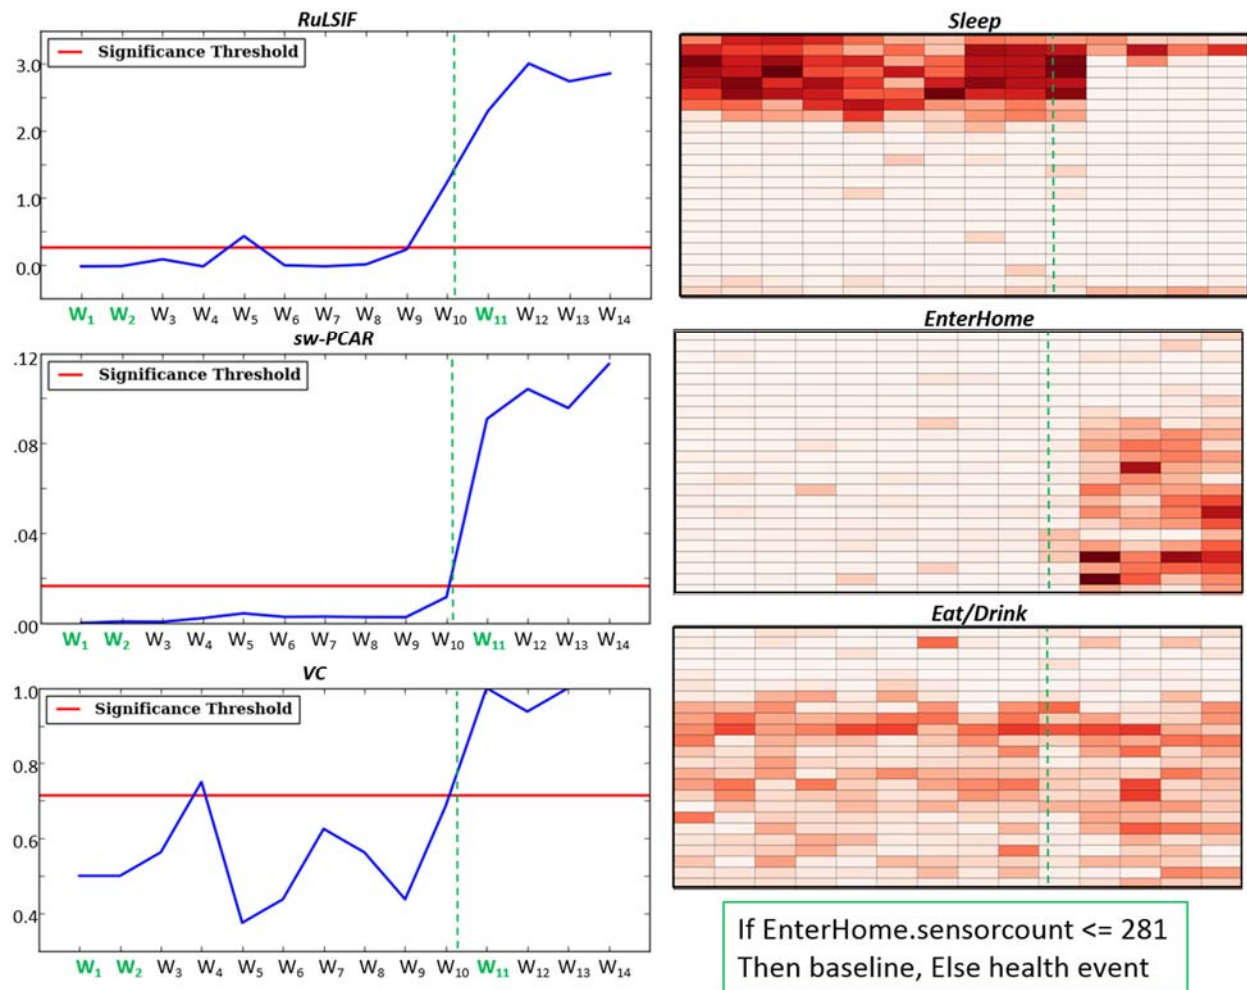 RuLSIF
Significance Threshold
3.0
2.0
1.0
0.0
W1 W2 W3 W4 W5 W6 W7 W8 W9 W10 W11 W12 W13 W14
sw-PCAR
Significance Threshold
.12
.08
.04
.00
W1 W2 W3 W4 W5 W6 W7 W8 W9 W10 W11 W12 W13 W14
VC
Significance Threshold
1.0
0.8
0.6
0.4
W1 W2 W3 W4 W5 W6 W7 W8 W9 W10 W11 W12 W13 W14
Sleep
EnterHome
Eat/Drink
If EnterHome.sensorcount <= 281
Then baseline, Else health event